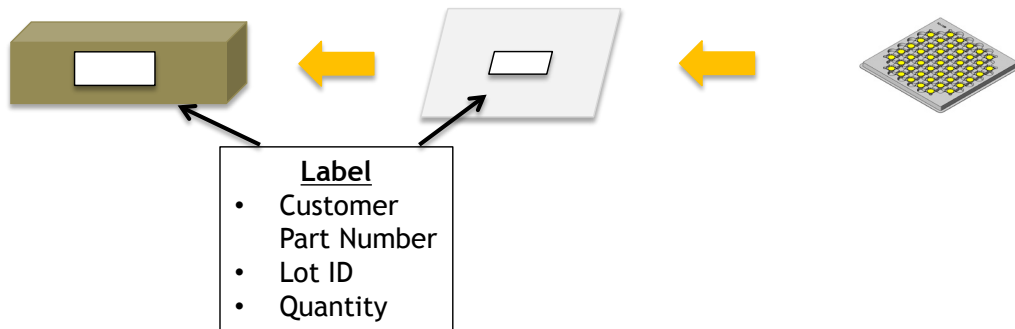 Label
• Customer
Part Number
• Lot ID
• Quantity